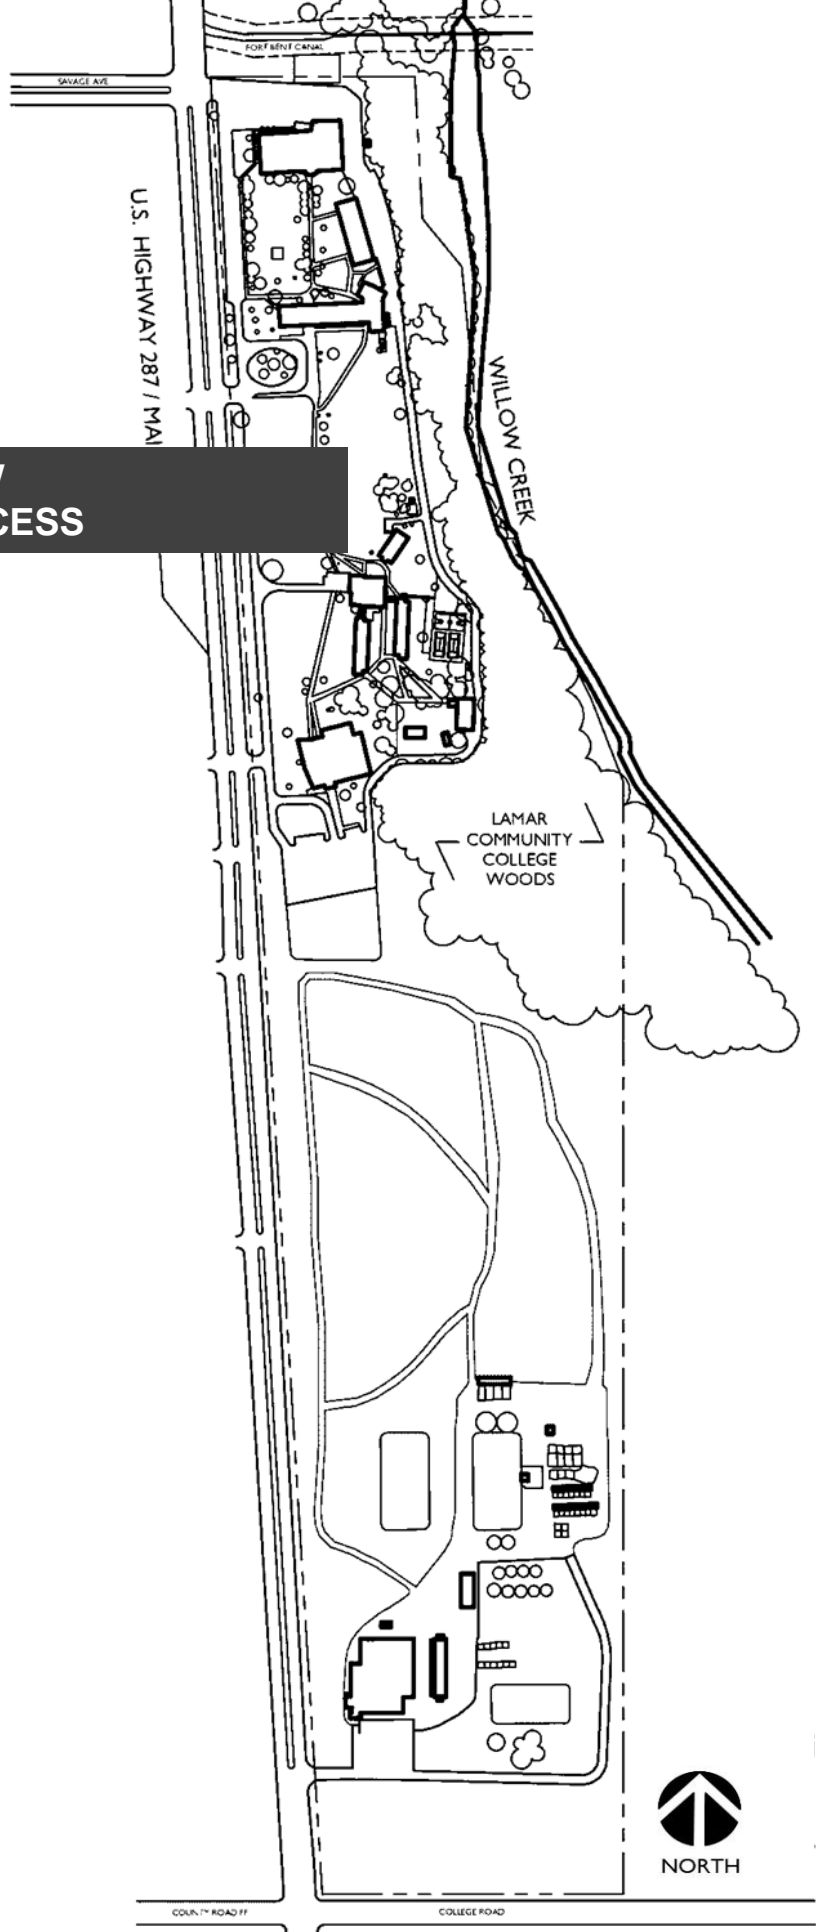 FORT BENT CANAL
SAVAGE AVE
U.S. HIGHWAY 287 / MAI
WILLOW CREEK
CESS
LAMAR
COMMUNITY
COLLEGE
WOODS
NORTH
COUNTY ROAD FF
COLLEGE ROAD